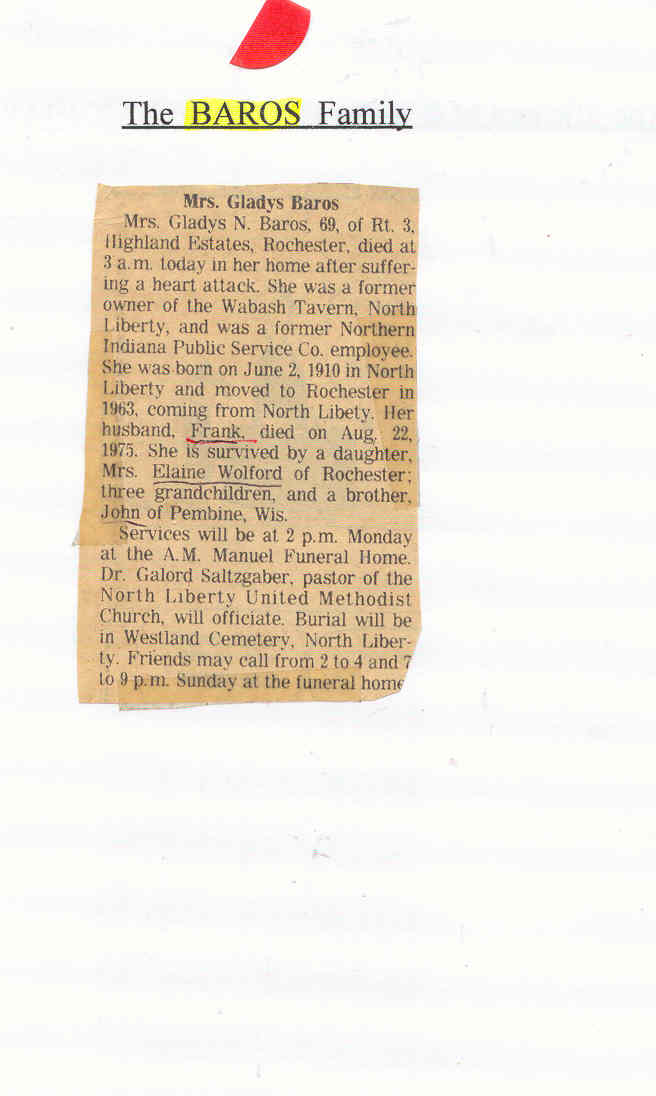 The BAROS Family
Mrs. Gladys Baros
Mrs. Gladys N. Baros, 69, of Rt. 3,
Highland Estates, Rochester, died at
3 a.m. today in her home after suffer-
ing a heart attack. She was a former
owner of the Wabash Tavern, North
Liberty, and was a former Northern
Indiana Public Service Co. employee.
She was born on June 2, 1910 in North
Liberty and moved to Rochester in
1963, coming from North Libety. Her
husband, Frank, died on Aug. 22,
1975. She is survived by a daughter,
Mrs. Elaine Wolford of Rochester;
three grandchildren, and a brother,
John of Pembine, Wis.
Services will be at 2 p.m. Monday
at the A.M. Manuel Funeral Home.
Dr. Galord Saltzgaber, pastor of the
North Liberty United Methodist
Church, will officiate. Burial will be
in Westland Cemetery, North Liber-
ty. Friends may call from 2 to 4 and 7
to 9 p.m. Sunday at the funeral home